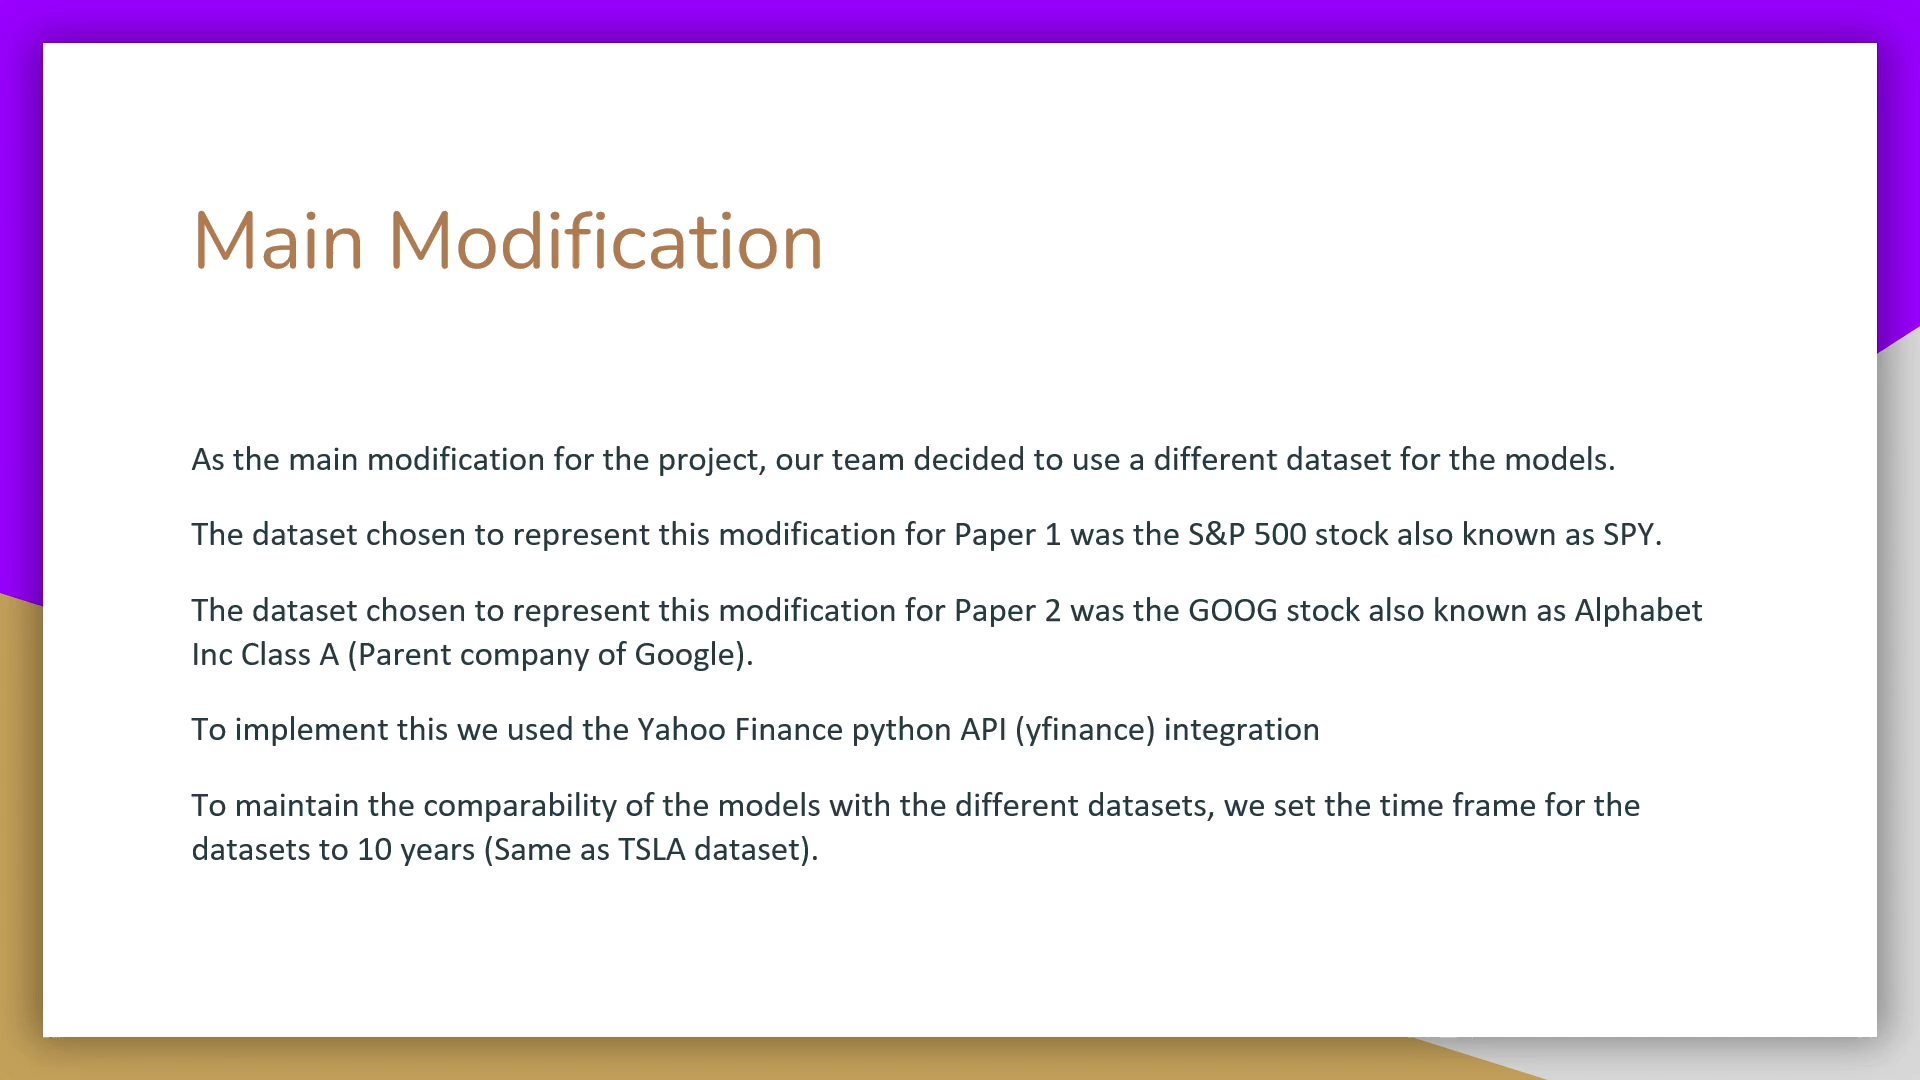 Main Modification
As the main modification for the project, our team decided to use a different dataset for the models.
The dataset chosen to represent this modification for Paper 1 was the S&P 500 stock also known as SPY.
The dataset chosen to represent this modification for Paper 2 was the GOOG stock also known as Alphabet
Inc Class A (Parent company of Google).
To implement this we used the Yahoo Finance python API (yfinance) integration
To maintain the comparability of the models with the different datasets, we set the time frame for the
datasets to 10 years (Same as TSLA dataset).